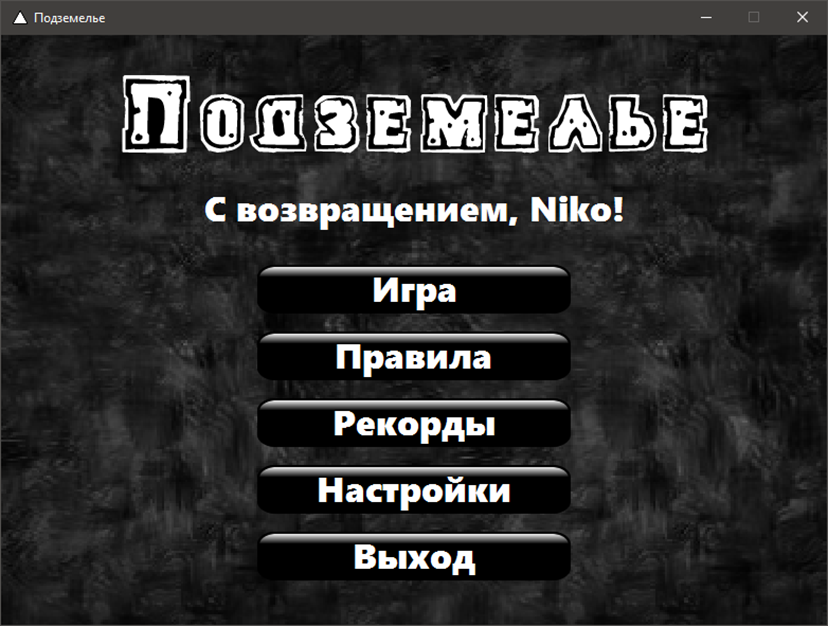 Подземелье
Подземелье
С возвращением, Niko!
Игра
Правила
Рекорды
Настройки
Выход